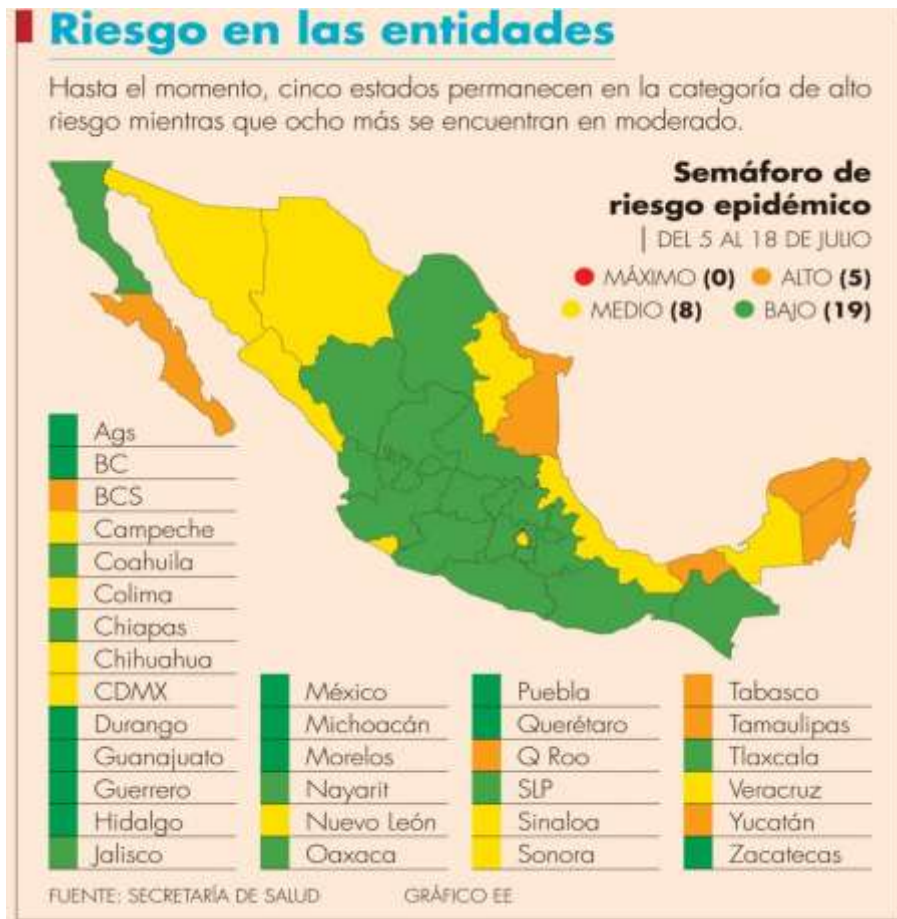 Riesgo en las entidades
Hasta el momento, cinco estados permanecen en la categoría de alto
riesgo mientras que ocho más se encuentran en moderado.
Semáforo de
riesgo epidémico
| DEL 5 AL 18 DE JULIO
MÁXIMO (0) ALTO (5)
MEDIO (8) BAJO (19)
Ags
BC
BCS
Campeche
Coahuila
Colima
Chiapas
Chihuahua
CDMX
Durango
Guanajuato
Guerrero
Hidalgo
Jalisco
México
Michoacán
Morelos
Nayarit
Nuevo León
Oaxaca
Puebla
Querétaro
Q Roo
SLP
Sinaloa
Sonora
Tabasco
Tamaulipas
Tlaxcala
Veracruz
Yucatán
Zacatecas
FUENTE: SECRETARÍA DE SALUD GRÁFICO EE